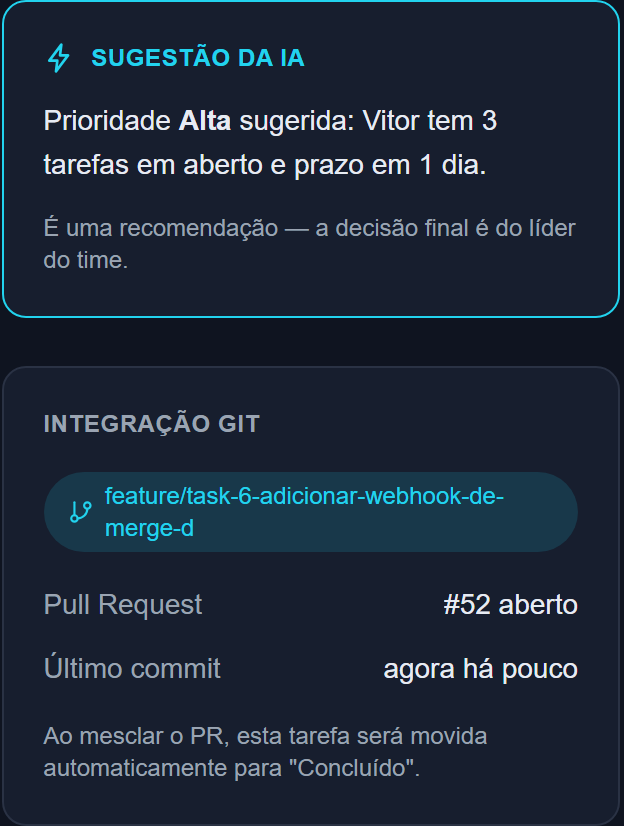 SUGESTÃO DA IA
Prioridade Alta sugerida: Vitor tem 3
tarefas em aberto e prazo em 1 dia.
É uma recomendação — a decisão final é do líder
do time.
INTEGRAÇÃO GIT
feature/task-6-adicionar-webhook-de-
merge-d
Pull Request #52 aberto
Último commit agora há pouco
Ao mesclar o PR, esta tarefa será movida
automaticamente para "Concluído".